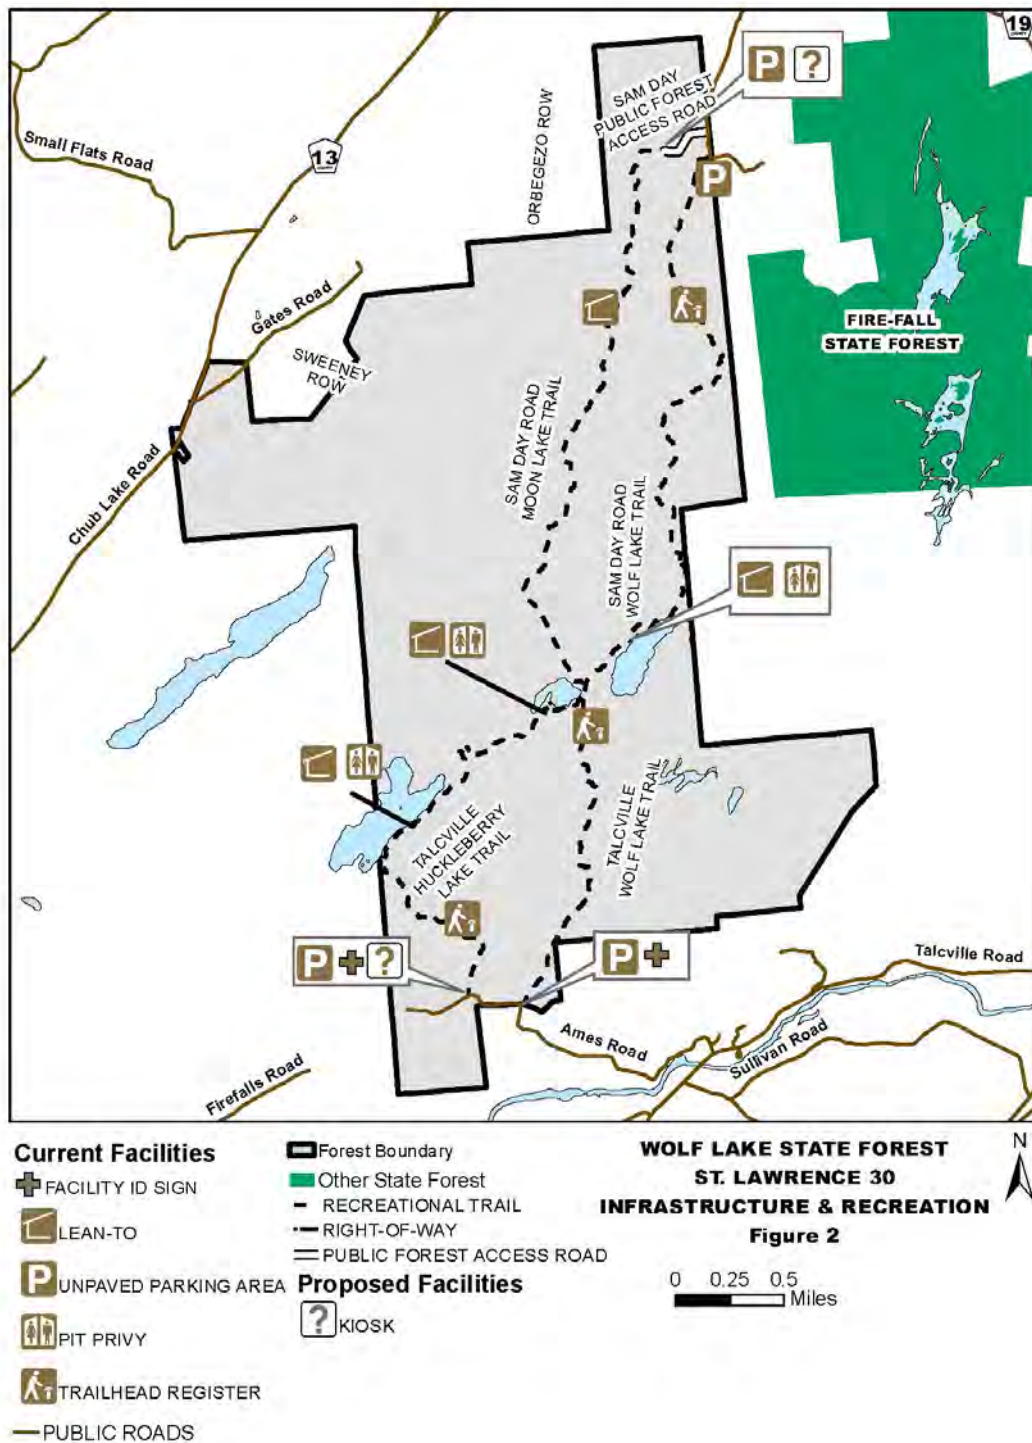 19
COUNTY
P ?
SAM DAY
PUBLIC FOREST
ACCESS ROAD
Small Flats Road
13
COUNTY
ORBEGEZO ROW
P
Gates Road
FIRE-FALL
STATE FOREST
SWEENEY
ROW
SAM DAY ROAD
MOON LAKE TRAIL
Chub Lake Road
SAM DAY ROAD
WOLF LAKE TRAIL
TALCVILLE
HUCKLEBERRY
LAKE TRAIL
TALCVILLE
WOLF LAKE TRAIL
P ?
P
Talcville Road
Ames Road
Sullivan Road
Firefalls Road
Current Facilities
FACILITY ID SIGN
LEAN-TO
P UNPAVED PARKING AREA
PIT PRIVY
TRAILHEAD REGISTER
PUBLIC ROADS
Forest Boundary
Other State Forest
RECREATIONAL TRAIL
RIGHT-OF-WAY
PUBLIC FOREST ACCESS ROAD
Proposed Facilities
? KIOSK
WOLF LAKE STATE FOREST
ST. LAWRENCE 30
INFRASTRUCTURE & RECREATION
Figure 2
0 0.25 0.5
Miles
N